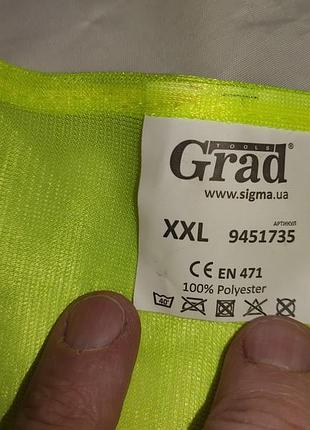 Grad®
TOOLS
www.sigma.ua
АРТИКУЛ
XXL 9451735
CE EN 471
100% Polyester
40